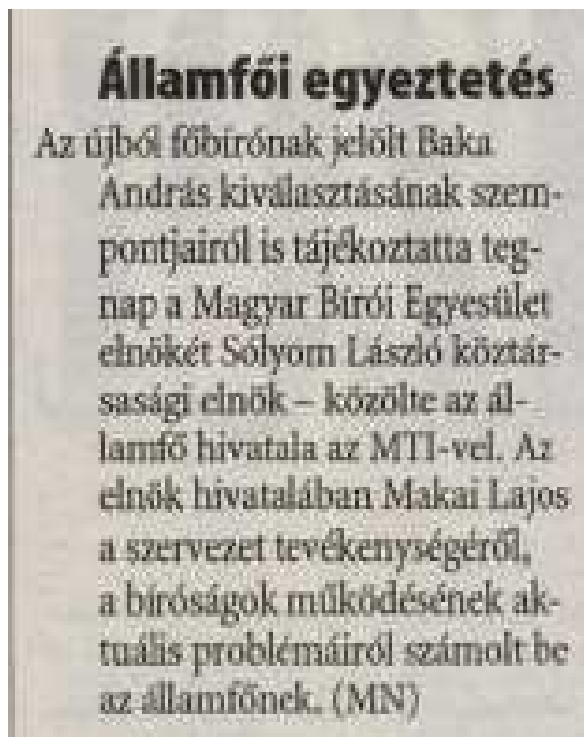 Államfői egyeztetés
Az újból főbírónak jelölt Baka
András kiválasztásának szem-
pontjairól is tájékoztatta teg-
nap a Magyar Bírói Egyesület
elnökét Sólyom László köztár-
sasági elnök – közölte az ál-
lamfő hivatala az MTI-vel. Az
elnök hivatalában Makai Lajos
a szervezet tevékenységéről,
a bíróságok működésének ak-
tuális problémáiról számolt be
az államfőnek. (MN)